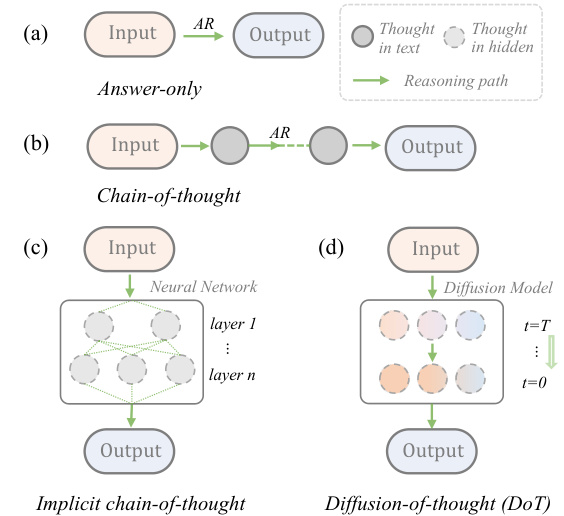 (a)
Input
AR
Output
Answer-only
Thought in text
Thought in hidden
Reasoning path
(b)
Input
AR
Output
Chain-of-thought
(c)
Input
Neural Network
layer 1
⋮
layer n
Output
Implicit chain-of-thought
(d)
Input
Diffusion Model
t=T
⋮
t=0
Output
Diffusion-of-thought (DoT)